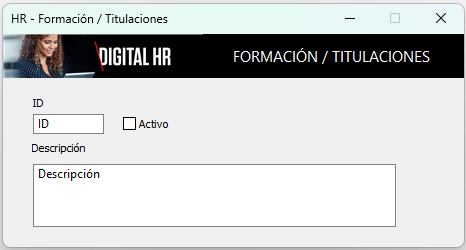 HR - Formación / Titulaciones
DIGITAL HR
FORMACIÓN / TITULACIONES
ID
ID
Activo
Descripción
Descripción